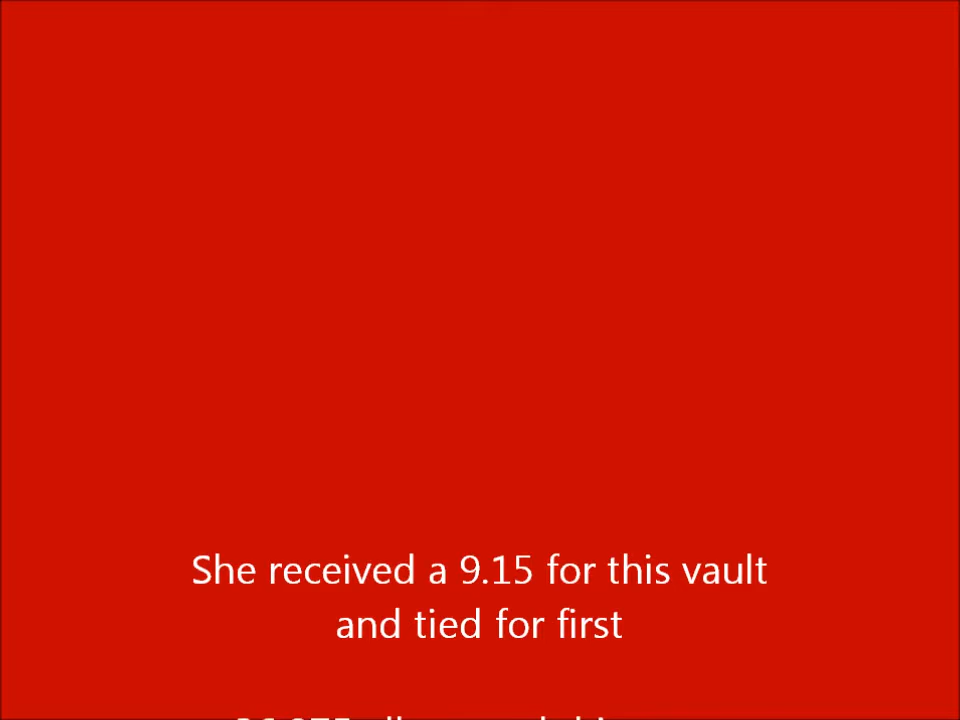 She received a 9.15 for this vault
and tied for first